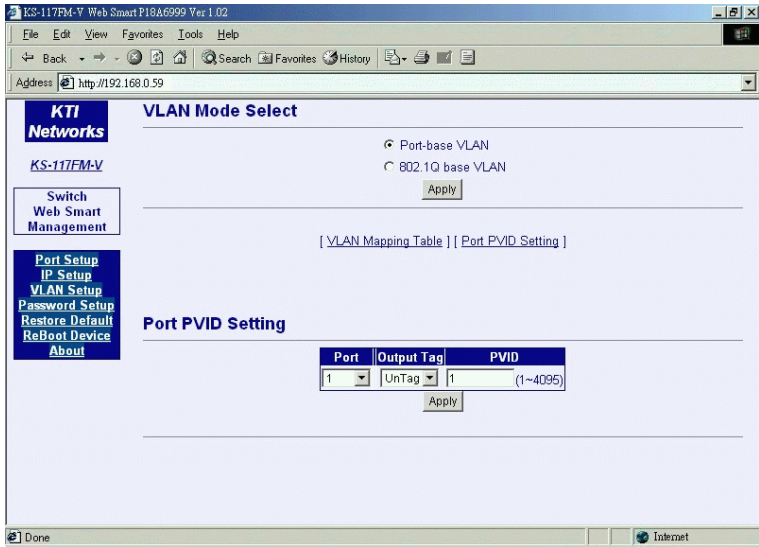 KS-117FM-V Web Smart P18A6999 Ver 1.02
File Edit View Favorites Tools Help
Back Search Favorites History
Address http://192.168.0.59
KTI
Networks
KS-117FM-V
Switch
Web Smart
Management
Port Setup
IP Setup
VLAN Setup
Password Setup
Restore Default
ReBoot Device
About
VLAN Mode Select
Port-base VLAN
802.1Q base VLAN
Apply
[ VLAN Mapping Table ] [ Port PVID Setting ]
Port PVID Setting
Port Output Tag PVID
1 UnTag 1 (1~4095)
Apply
Done Internet